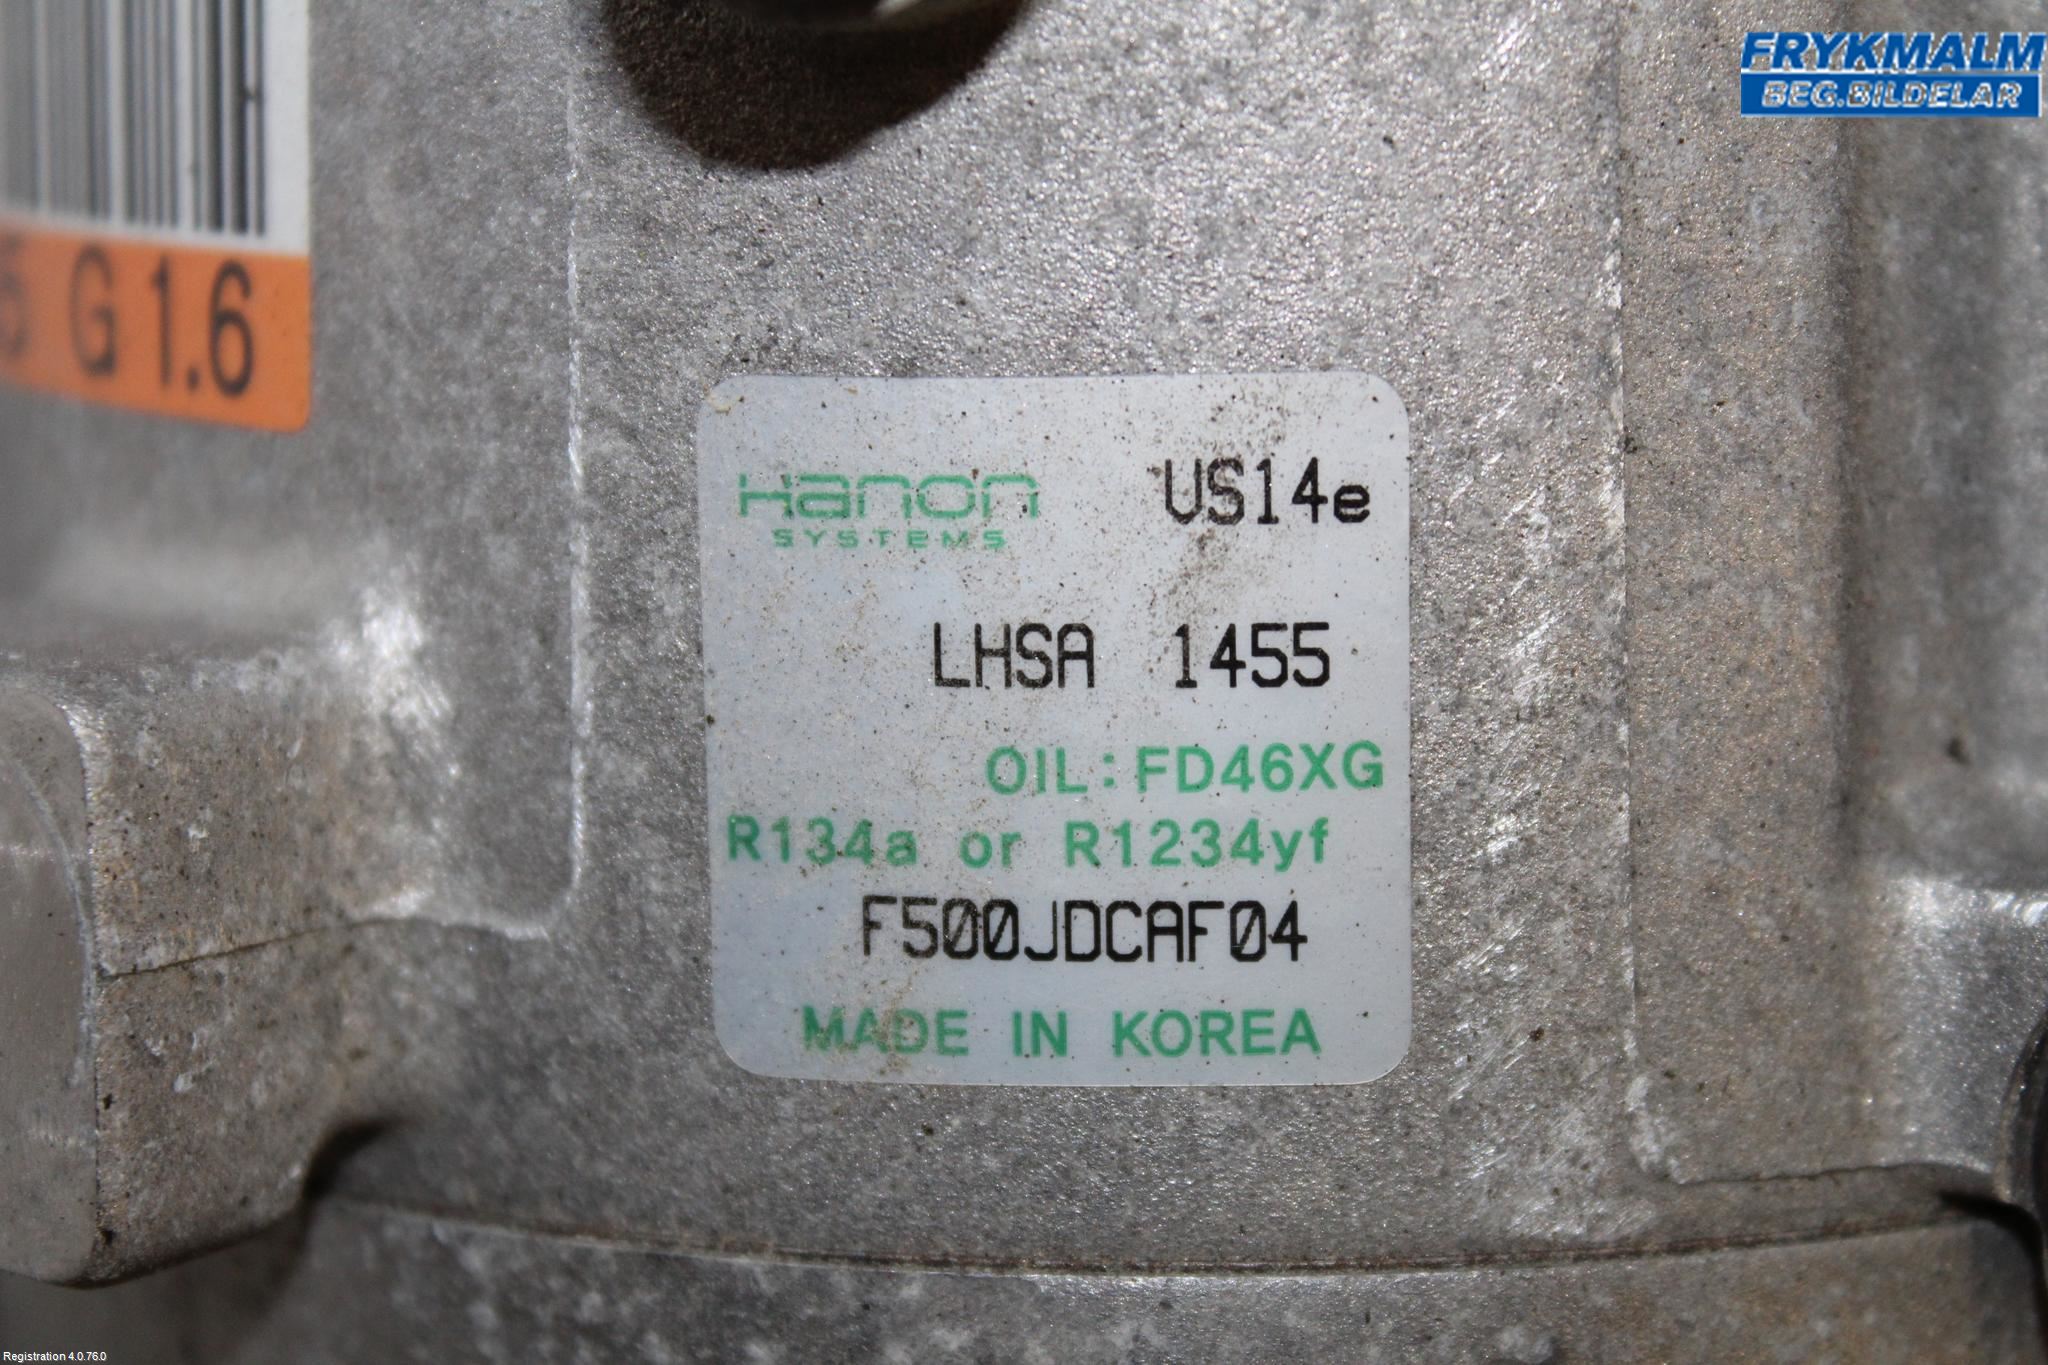 FRYKMALM
BEG.BILDELAR
G 1.6
Hanon VS14e
SYSTEMS
LHSA 1455
OIL: FD46XG
R134a or R1234yf
F500JDCAF04
MADE IN KOREA
Registration 4.0.76.0